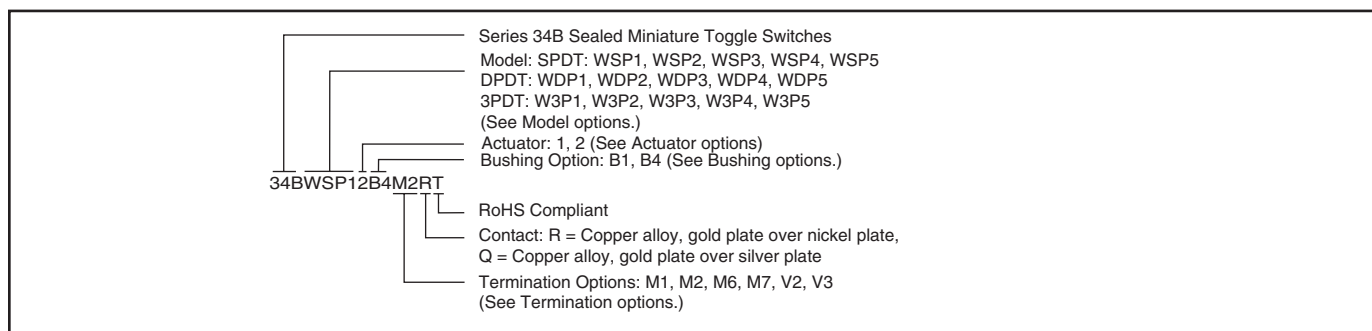 Series 34B Sealed Miniature Toggle Switches
Model: SPDT: WSP1, WSP2, WSP3, WSP4, WSP5
DPDT: WDP1, WDP2, WDP3, WDP4, WDP5
3PDT: W3P1, W3P2, W3P3, W3P4, W3P5
(See Model options.)
Actuator: 1, 2 (See Actuator options)
Bushing Option: B1, B4 (See Bushing options.)
34BWSP12B4M2RT
RoHS Compliant
Contact: R = Copper alloy, gold plate over nickel plate,
Q = Copper alloy, gold plate over silver plate
Termination Options: M1, M2, M6, M7, V2, V3
(See Termination options.)